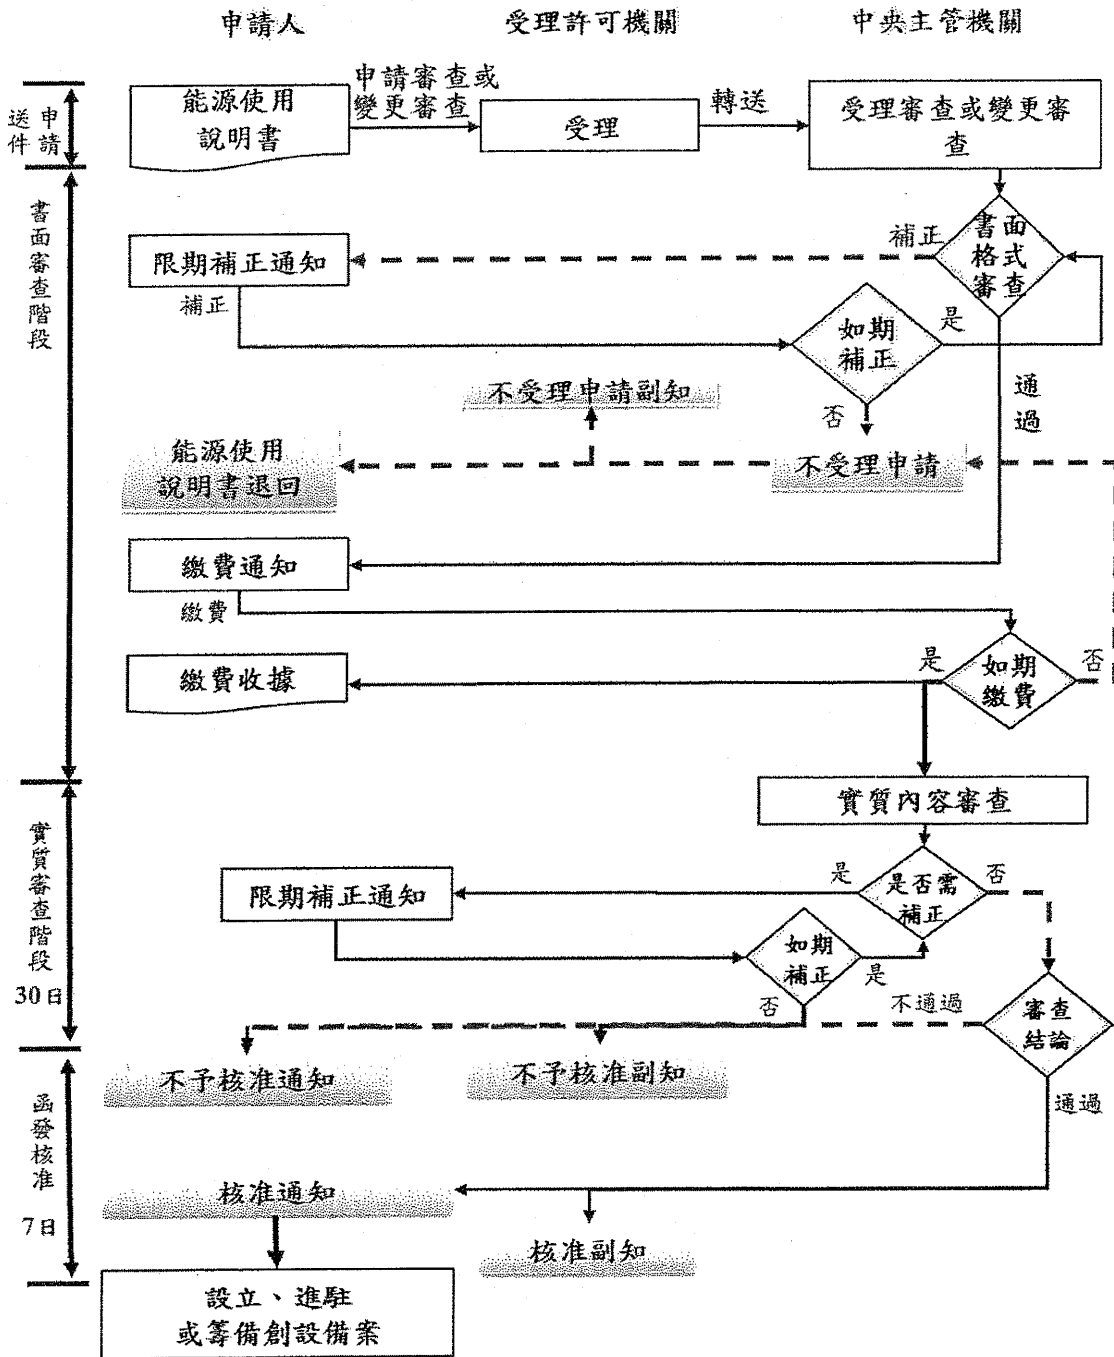 申請人
受理許可機關
中央主管機關
申請
送件
能源使用
說明書
申請審查或
變更審查
受理
轉送
受理審查或變更審
查
書面審查階段
書面
格式
審查
補正
限期補正通知
補正
如期
補正
是
否
通過
不受理申請副知
能源使用
說明書退回
不受理申請
繳費通知
繳費
繳費收據
是
如期
繳費
否
實質審查階段
30日
實質內容審查
限期補正通知
是
是否需
補正
否
如期
補正
是
否
不通過
審查
結論
不予核准通知
不予核准副知
通過
函發核准
7日
核准通知
核准副知
設立、進駐
或籌備創設備案